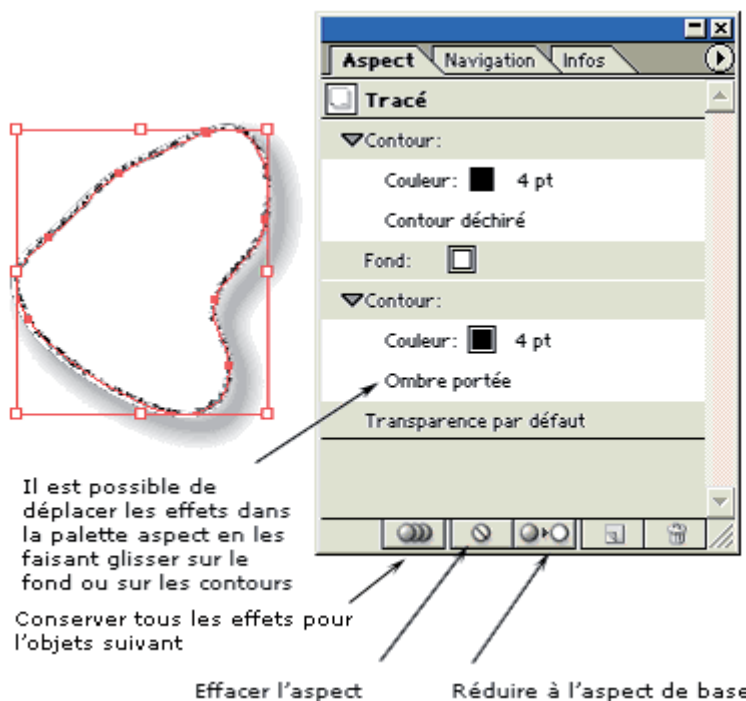 Aspect Navigation Infos
Tracé
Contour:
Couleur: 4 pt
Contour déchiré
Fond:
Contour:
Couleur: 4 pt
Ombre portée
Transparence par défaut
Il est possible de
déplacer les effets dans
la palette aspect en les
faisant glisser sur le
fond ou sur les contours
Conserver tous les effets pour
l'objets suivant
Effacer l'aspect
Réduire à l'aspect de base